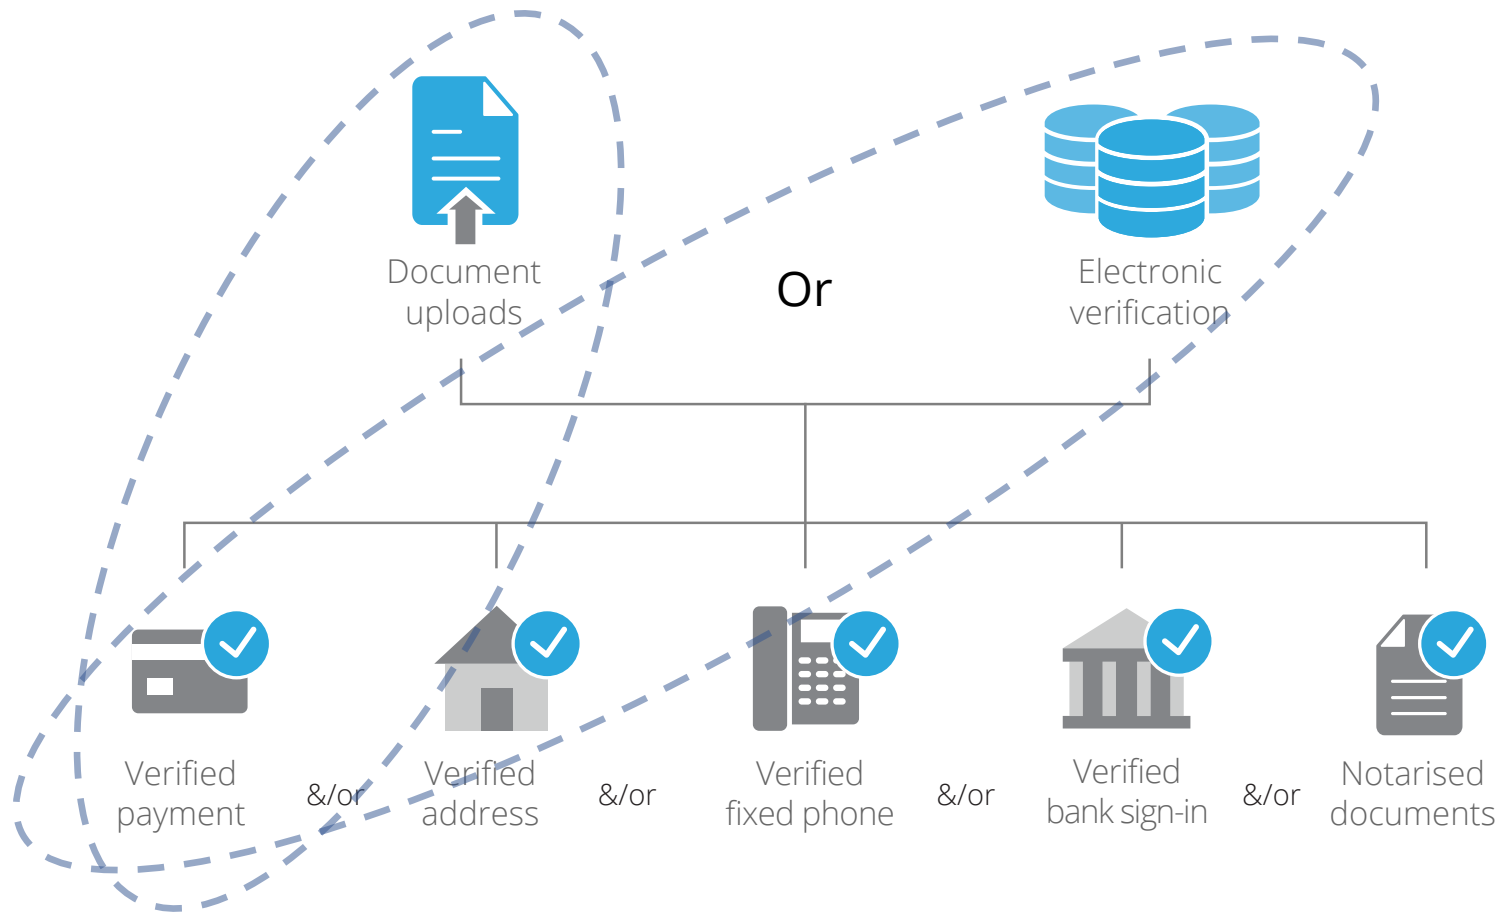 Document
uploads
Or
Electronic
verification
Verified
payment
&/or
Verified
address
&/or
Verified
fixed phone
&/or
Verified
bank sign-in
&/or
Notarised
documents